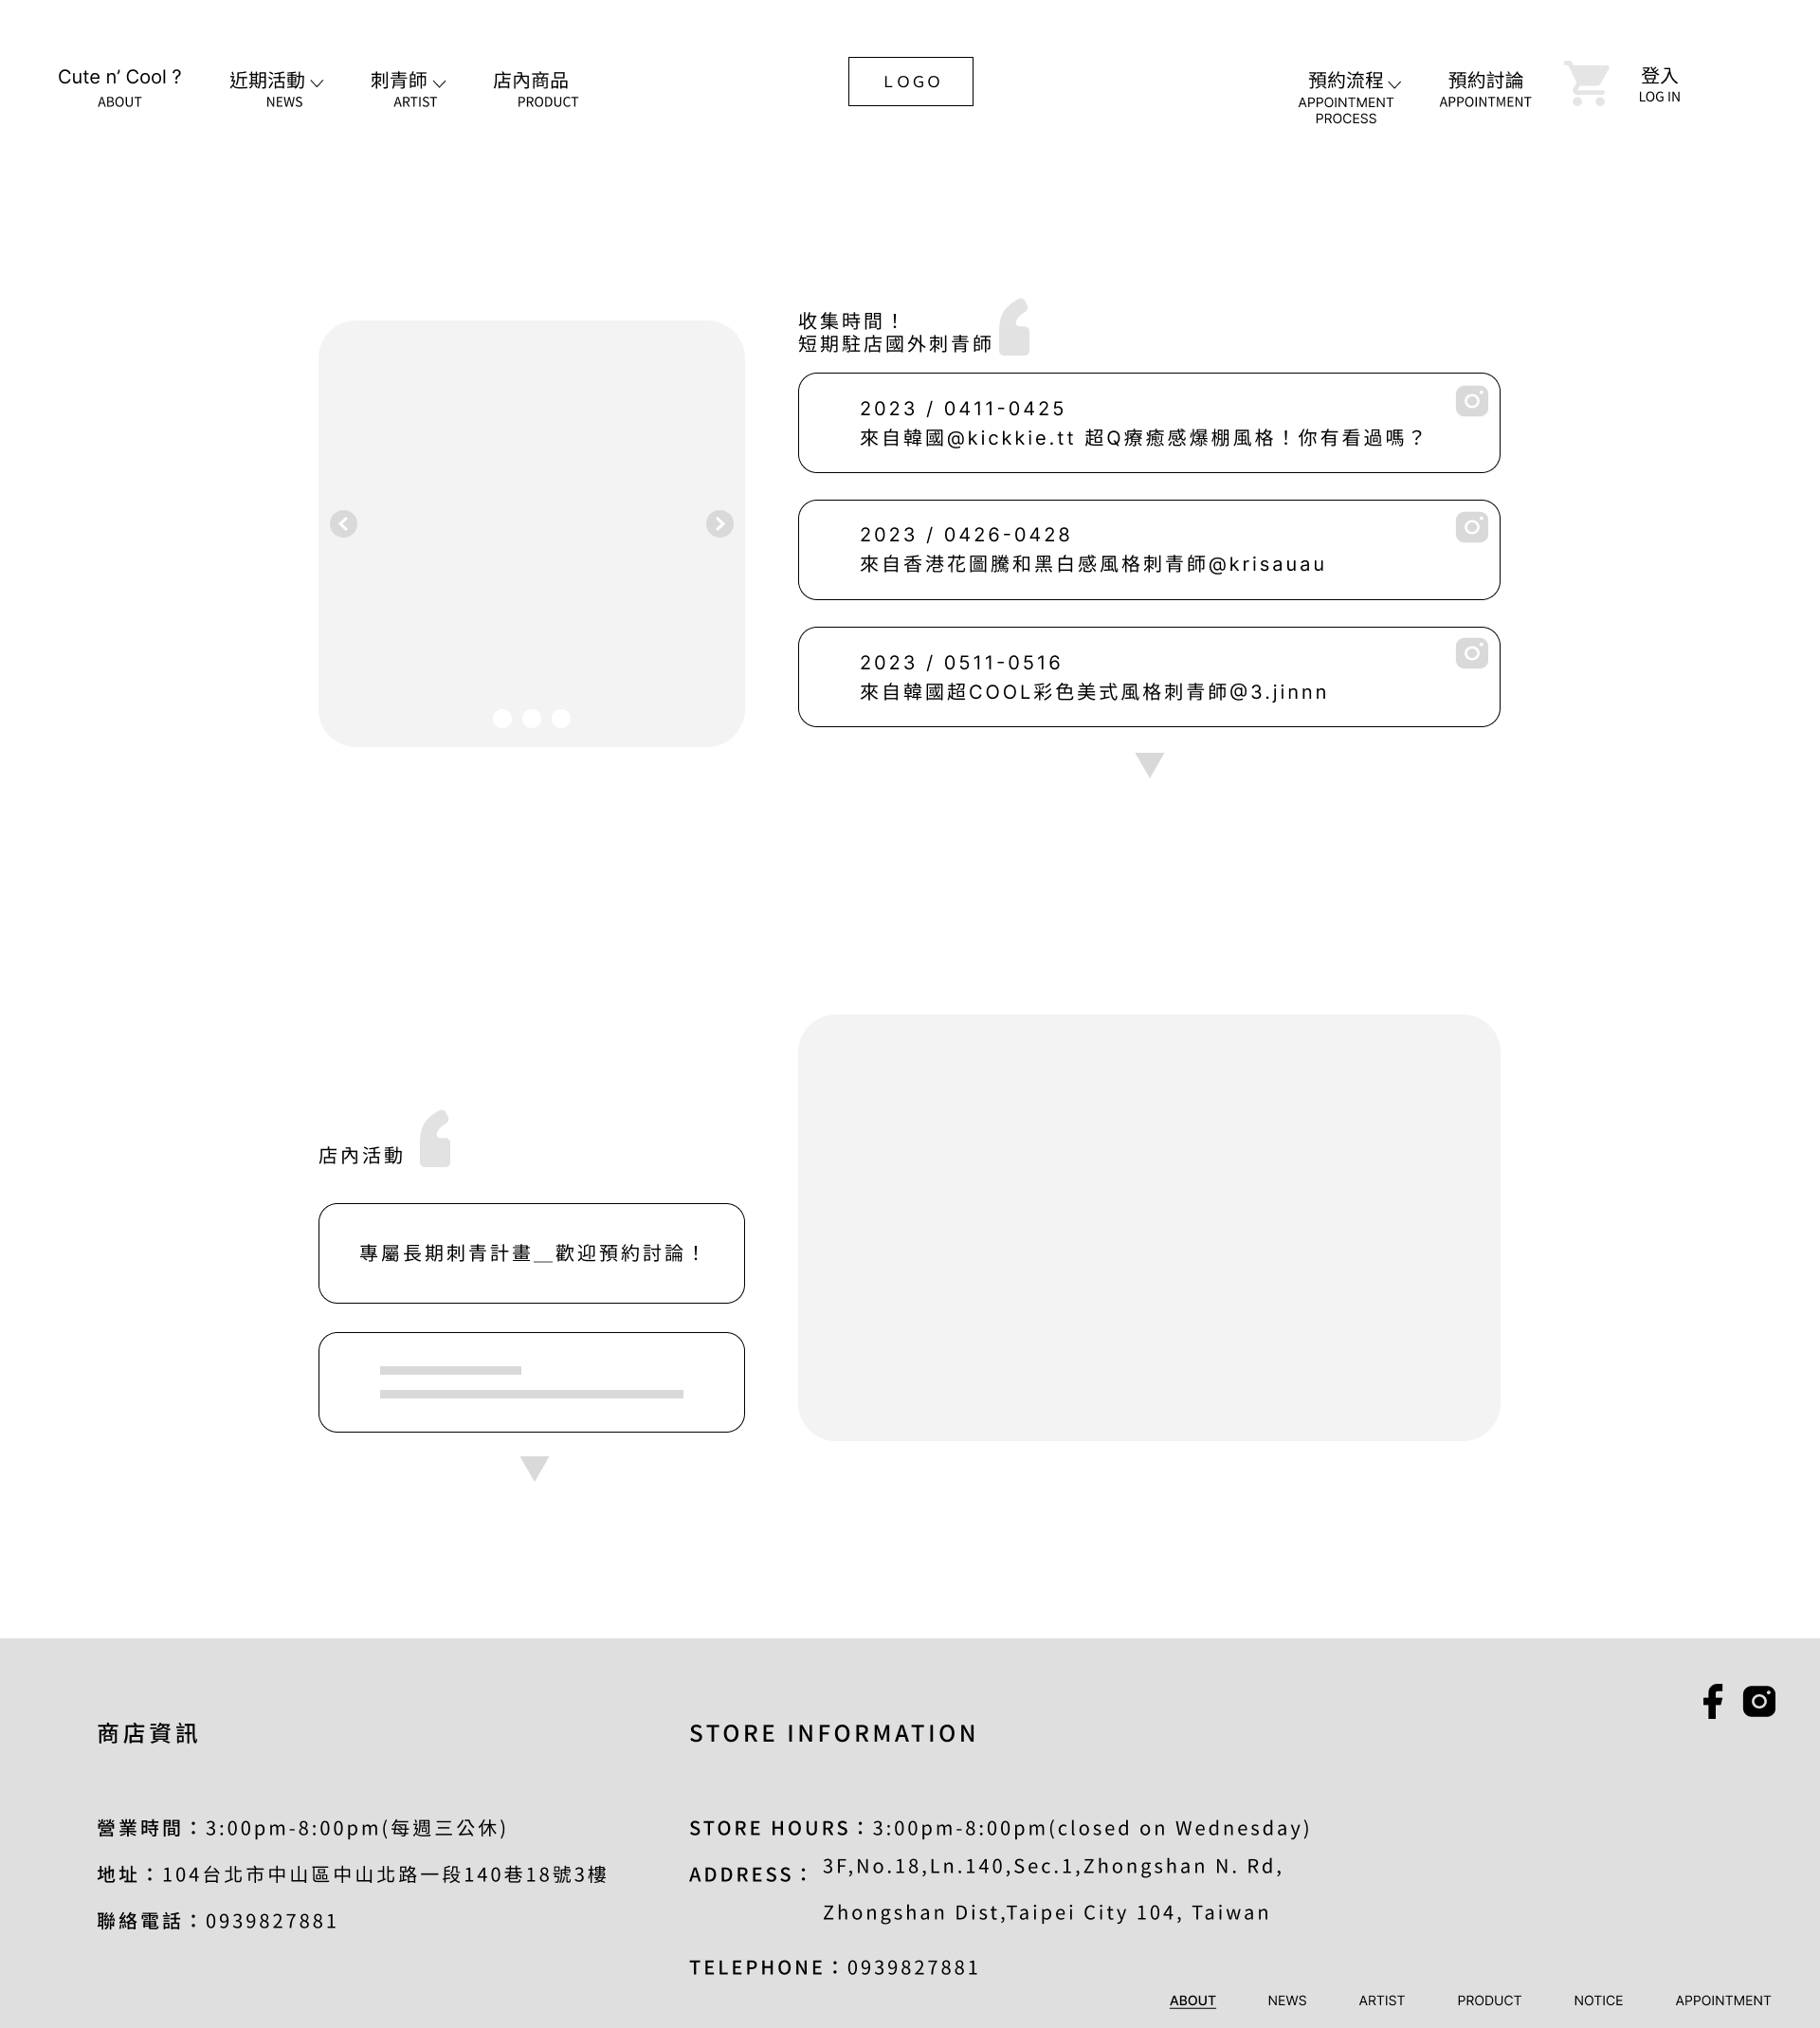 Cute n’ Cool ?
ABOUT
近期活動
NEWS
刺青師
ARTIST
店內商品
PRODUCT
LOGO
預約流程
APPOINTMENT
PROCESS
預約討論
APPOINTMENT
登入
LOG IN
收集時間！
短期駐店國外刺青師
2023 / 0411-0425
來自韓國@kickkie.tt 超Q療癒感爆棚風格！你有看過嗎？
2023 / 0426-0428
來自香港花圖騰和黑白感風格刺青師@krisauau
2023 / 0511-0516
來自韓國超COOL彩色美式風格刺青師@3.jinnn
店內活動
專屬長期刺青計畫__歡迎預約討論！
商店資訊
營業時間：3:00pm-8:00pm(每週三公休)
地址：104台北市中山區中山北路一段140巷18號3樓
聯絡電話：0939827881
STORE INFORMATION
STORE HOURS：3:00pm-8:00pm(closed on Wednesday)
ADDRESS： 3F,No.18,Ln.140,Sec.1,Zhongshan N. Rd,
Zhongshan Dist,Taipei City 104, Taiwan
TELEPHONE：0939827881
ABOUT NEWS ARTIST PRODUCT NOTICE APPOINTMENT